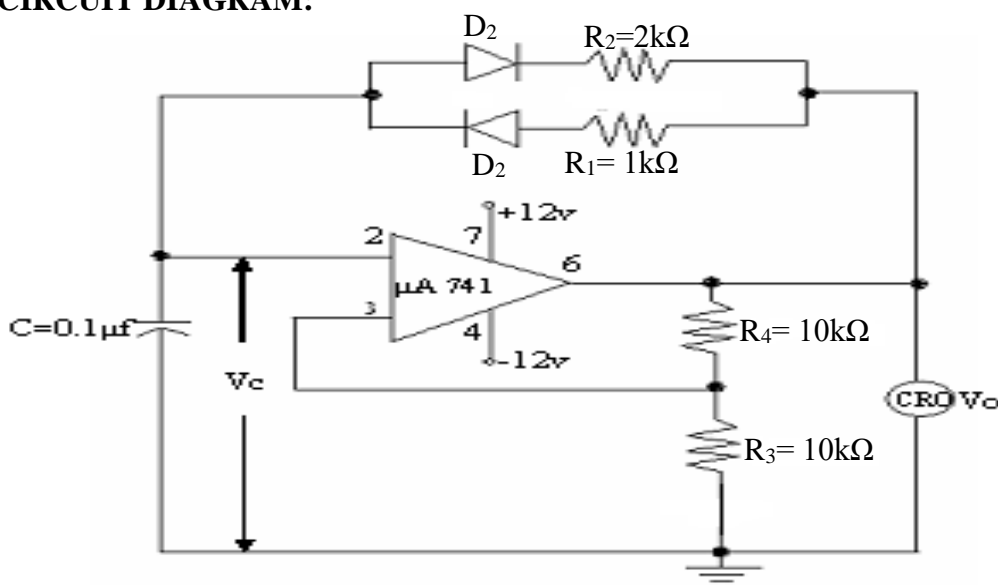 CIRCUIT DIAGRAM:
D₂
R₂=2kΩ
D₂
R₁= 1kΩ
+12v
2
7
6
μA 741
3
4
-12v
C=0.1μf
Vc
R₄= 10kΩ
CRO Vo
R₃= 10kΩ